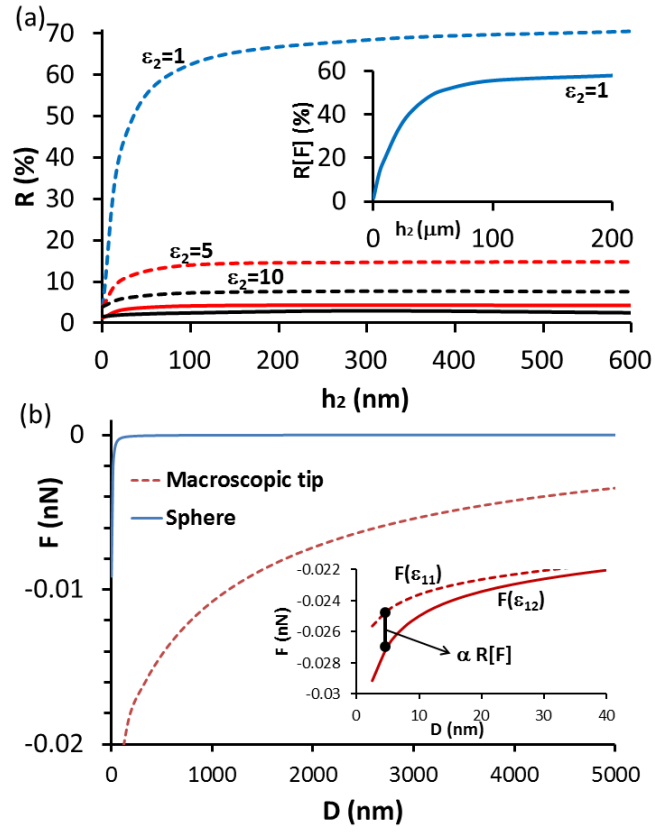 (a)
70
60
50
40
30
20
10
0
R (%)
ε₂=1
ε₂=5
ε₂=10
60
40
20
0
R[F] (%)
ε₂=1
0
100
200
h₂ (μm)
0
100
200
300
400
500
600
h₂ (nm)
(b)
0
-0.01
-0.02
F (nN)
Macroscopic tip
Sphere
-0.022
-0.024
-0.026
-0.028
-0.03
F (nN)
F(ε₁₁)
F(ε₁₂)
α R[F]
0
10
20
30
40
D (nm)
0
1000
2000
3000
4000
5000
D (nm)